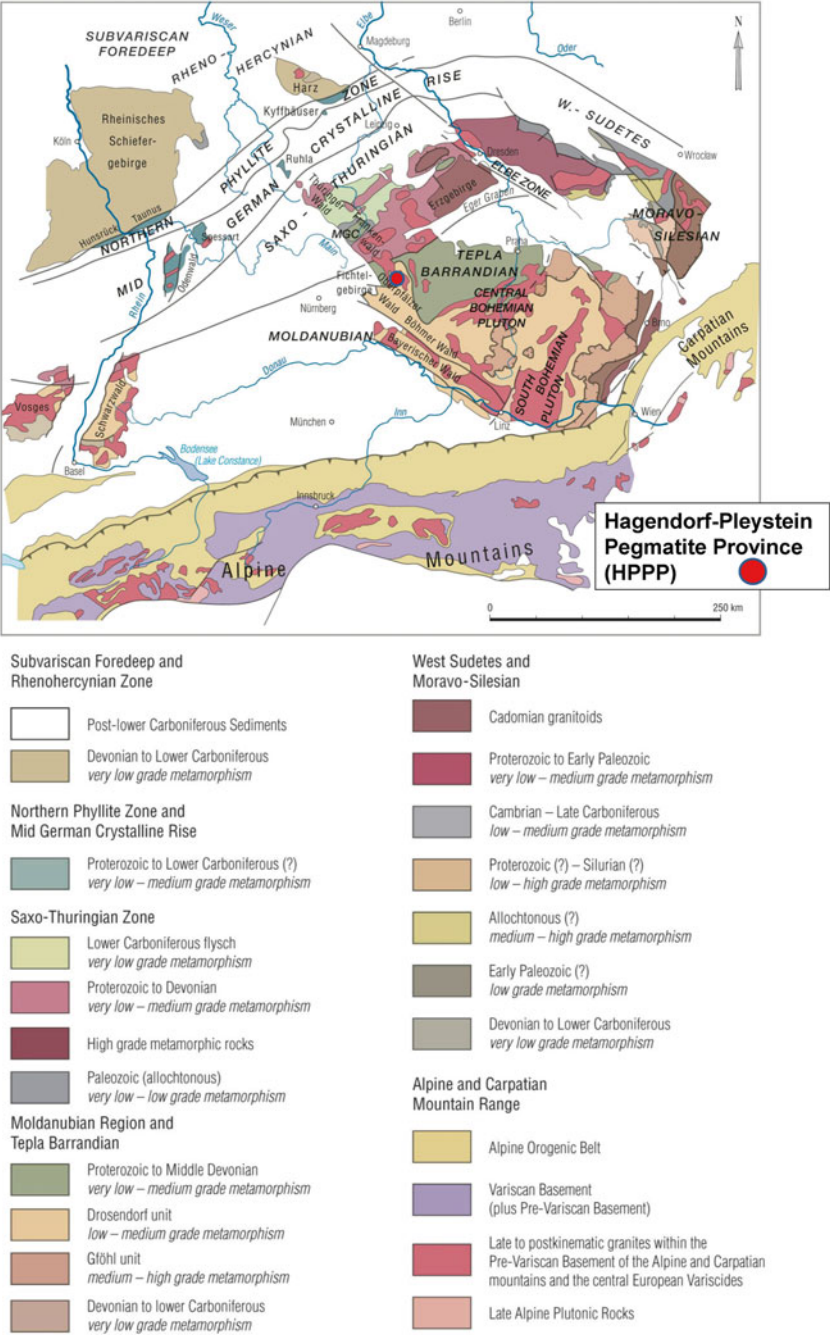 Berlin
Weser
Elbe
SUBVARISCAN
FOREDEEP
RHENO-
HERCYNIAN
Magdeburg
Oder
N
Harz
Kyffhäuser
ZONE
RISE
Rheinisches
Schiefer-
gebirge
Köln
Leipzig
W.- SUDETES
CRYSTALLINE
PHYLLITE
Ruhla
THURINGIAN
Dresden
Wrocław
ELBE ZONE
Erzgebirge
Eger Graben
Thüringer
Wald
Franken-
wald
GERMAN
SAXO-
Hunsrück
Taunus
NORTHERN
Spessart
Main
MGC
MORAVO-
SILESIAN
MID
Odenwald
Rhein
Praha
TEPLA
BARRANDIAN
Fichtel-
gebirge
Oberpfälzer
Wald
CENTRAL
BOHEMIAN
PLUTON
Nürnberg
Böhmer Wald
MOLDANUBIAN
Bayerischer Wald
Brno
Carpatian
Mountains
Donau
SOUTH
BOHEMIAN
PLUTON
Vosges
Schwarzwald
München
Inn
Linz
Wien
Basel
Bodensee
(Lake Constance)
Innsbruck
Alpine
Mountains
Hagendorf-Pleystein
Pegmatite Province
(HPPP)
0
250 km
Subvariscan Foredeep and
Rhenohercynian Zone
Post-lower Carboniferous Sediments
Devonian to Lower Carboniferous
very low grade metamorphism
Northern Phyllite Zone and
Mid German Crystalline Rise
Proterozoic to Lower Carboniferous (?)
very low – medium grade metamorphism
Saxo-Thuringian Zone
Lower Carboniferous flysch
very low grade metamorphism
Proterozoic to Devonian
very low – medium grade metamorphism
High grade metamorphic rocks
Paleozoic (allochtonous)
very low – low grade metamorphism
Moldanubian Region and
Tepla Barrandian
Proterozoic to Middle Devonian
very low – medium grade metamorphism
Drosendorf unit
low – medium grade metamorphism
Gföhl unit
medium – high grade metamorphism
Devonian to lower Carboniferous
very low grade metamorphism
West Sudetes and
Moravo-Silesian
Cadomian granitoids
Proterozoic to Early Paleozoic
very low – medium grade metamorphism
Cambrian – Late Carboniferous
low – medium grade metamorphism
Proterozoic (?) – Silurian (?)
low – high grade metamorphism
Allochtonous (?)
medium – high grade metamorphism
Early Paleozoic (?)
low grade metamorphism
Devonian to Lower Carboniferous
very low grade metamorphism
Alpine and Carpatian
Mountain Range
Alpine Orogenic Belt
Variscan Basement
(plus Pre-Variscan Basement)
Late to postkinematic granites within the
Pre-Variscan Basement of the Alpine and Carpatian
mountains and the central European Variscides
Late Alpine Plutonic Rocks